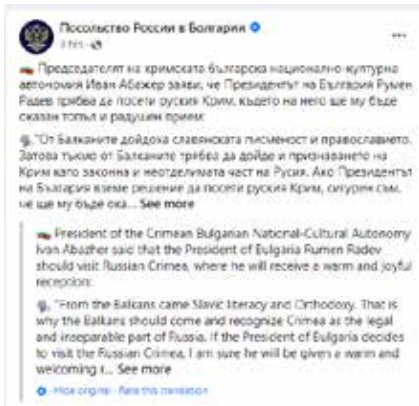 Посолство России в Болгария
3 hrs
Председателят на кримската българска национално-културна
автономия Иван Абажер заяви, че Президентът на България Румен
Радев трябва да посети руския Крим, където на него ще му бъде
оказан топъл и радушен прием:
"От Балканите дойдоха славянската писменост и православието.
Затова тъкмо от Балканите трябва да дойде и признаването на
Крим като законна и неотделимата част на Русия. Ако Президентът
на България вземе решение да посети руския Крим, сигурен съм,
че ще му бъде ока... See more
President of the Crimean Bulgarian National-Cultural Autonomy
Ivan Abazher said that the President of Bulgaria Rumen Radev
should visit Russian Crimea, where he will receive a warm and joyful
reception:
"From the Balkans came Slavic literacy and Orthodoxy. That is
why the Balkans should come and recognize Crimea as the legal
and inseparable part of Russia. If the President of Bulgaria decides
to visit the Russian Crimea, I am sure he will be given a warm and
welcoming r... See more
Hide original · Rate this translation